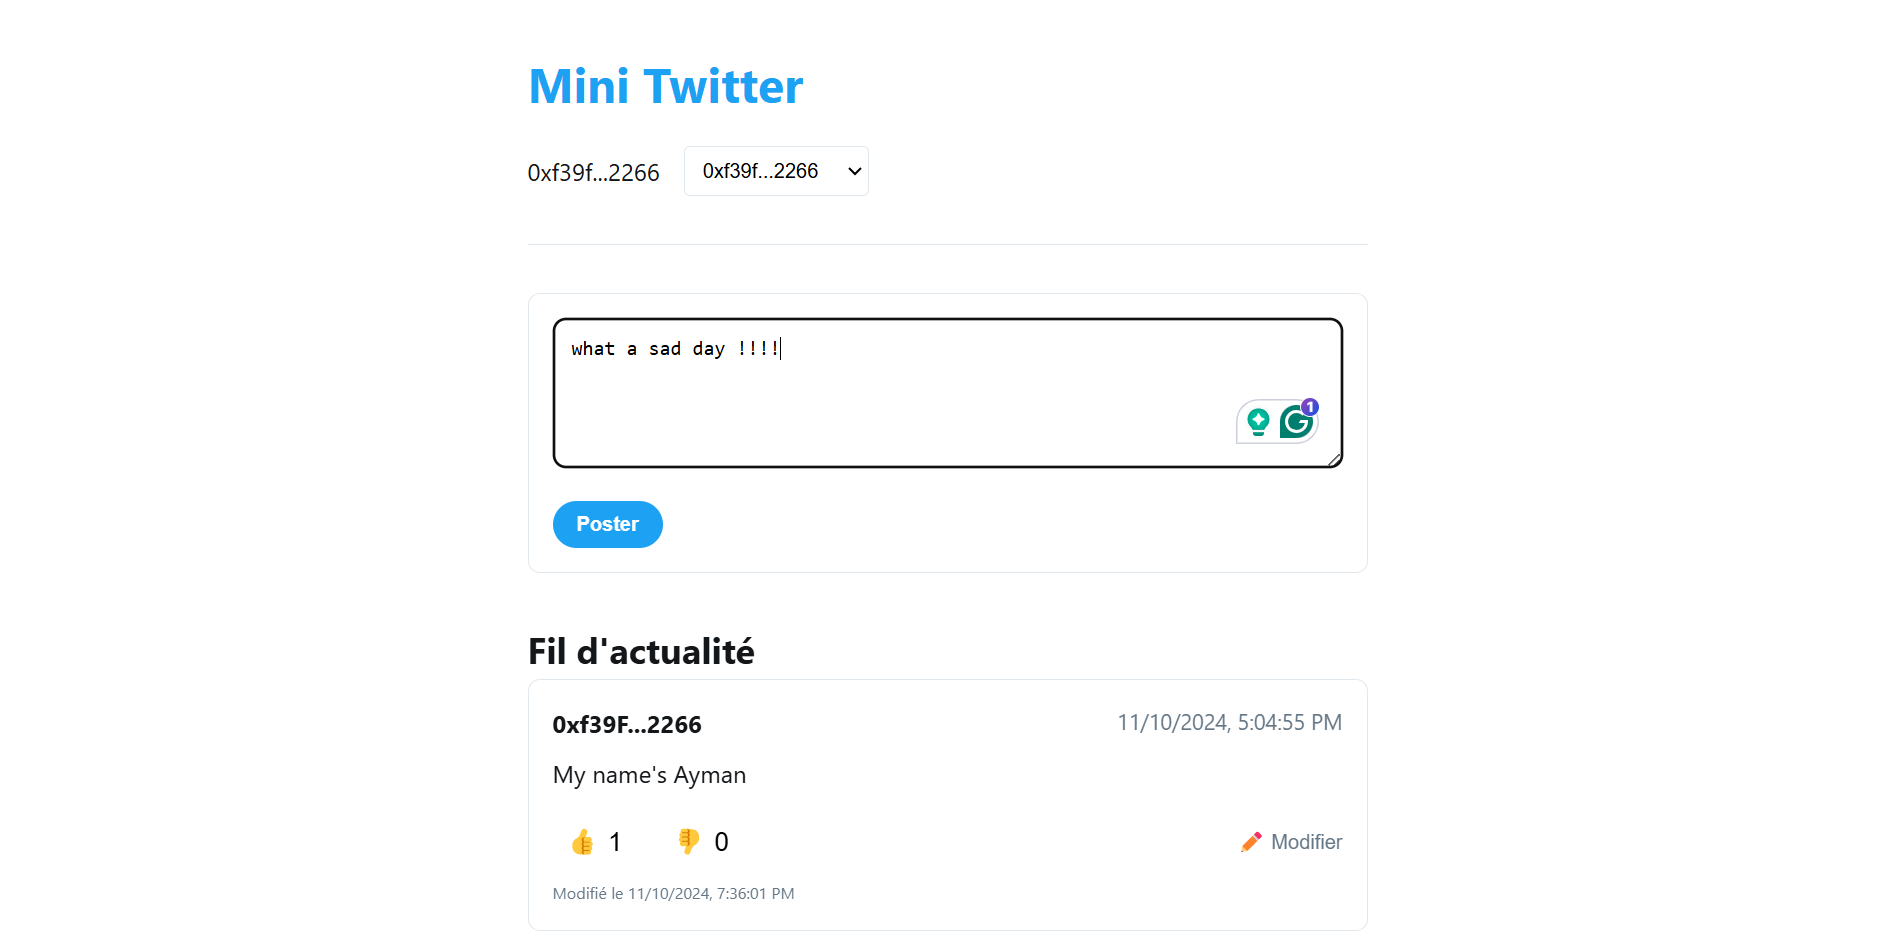 Mini Twitter
0xf39f...2266 0xf39f...2266
what a sad day !!!!
1
Poster
Fil d'actualité
0xf39F...2266 11/10/2024, 5:04:55 PM
My name's Ayman
1 0 Modifier
Modifié le 11/10/2024, 7:36:01 PM